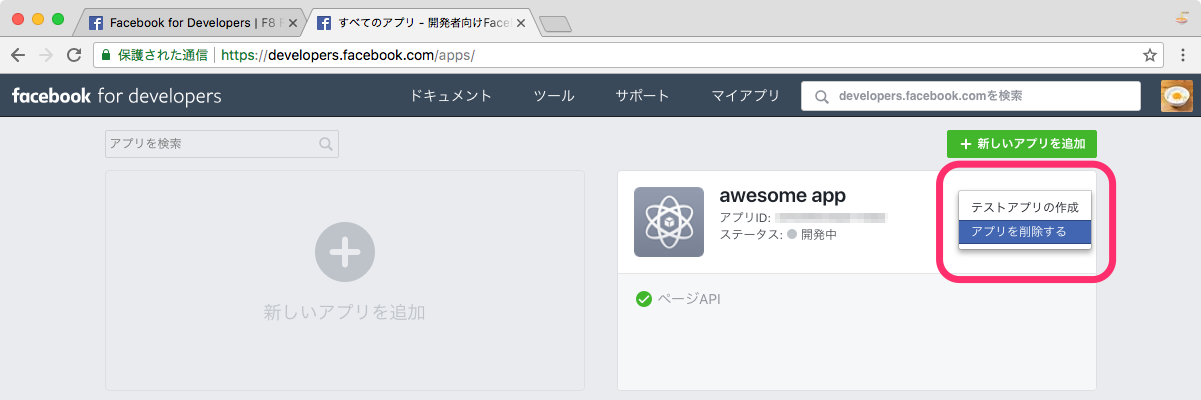 Facebook for Developers | F8 F
すべてのアプリ - 開発者向けFaceb
保護された通信 https://developers.facebook.com/apps/
facebook for developers ドキュメント ツール サポート マイアプリ developers.facebook.comを検索
アプリを検索
+ 新しいアプリを追加
awesome app
アプリID:
ステータス: 開発中
テストアプリの作成
アプリを削除する
新しいアプリを追加
ページAPI